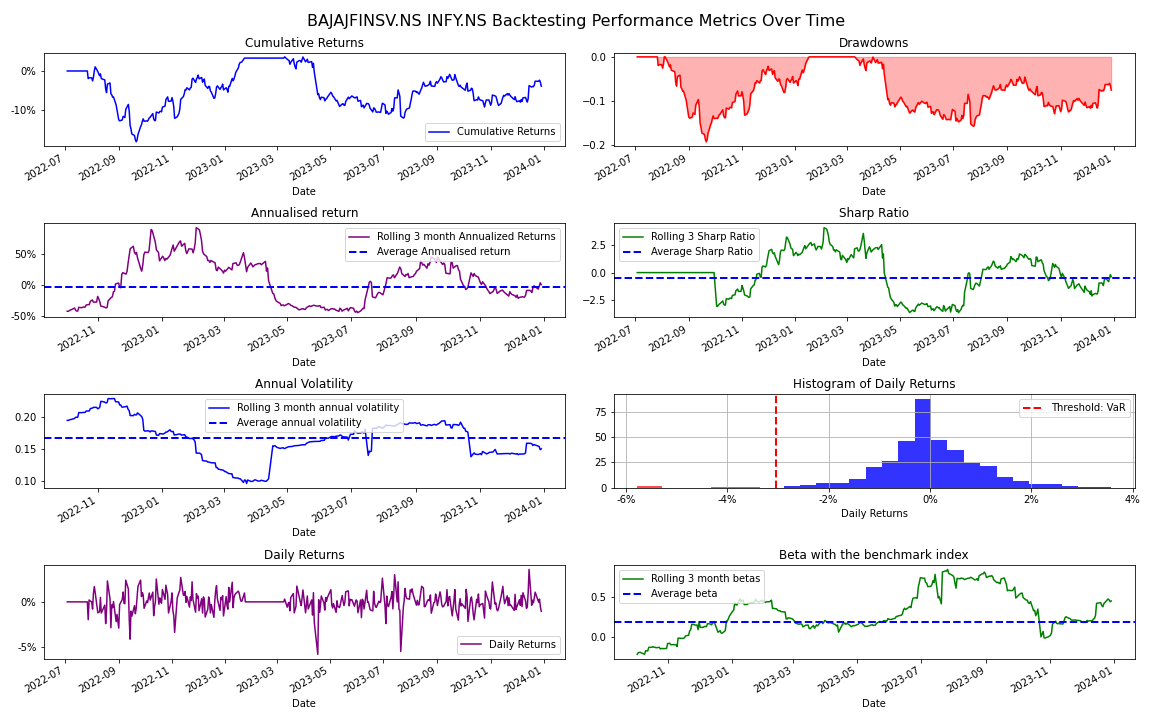 BAJAJFINSV.NS INFY.NS Backtesting Performance Metrics Over Time
Cumulative Returns
0%
-10%
Cumulative Returns
2022-07 2022-09 2022-11 2023-01 2023-03 2023-05 2023-07 2023-09 2023-11 2024-01
Date
Drawdowns
0.0
−0.1
−0.2
2022-07 2022-09 2022-11 2023-01 2023-03 2023-05 2023-07 2023-09 2023-11 2024-01
Date
Annualised return
50%
0%
-50%
Rolling 3 month Annualized Returns
Average Annualised return
2022-11 2023-01 2023-03 2023-05 2023-07 2023-09 2023-11 2024-01
Date
Sharp Ratio
2.5
0.0
−2.5
Rolling 3 Sharp Ratio
Average Sharp Ratio
2022-07 2022-09 2022-11 2023-01 2023-03 2023-05 2023-07 2023-09 2023-11 2024-01
Date
Annual Volatility
0.20
0.15
0.10
Rolling 3 month annual volatility
Average annual volatility
2022-11 2023-01 2023-03 2023-05 2023-07 2023-09 2023-11 2024-01
Date
Histogram of Daily Returns
75
50
25
0
Threshold: VaR
-6% -4% -2% 0% 2% 4%
Daily Returns
Daily Returns
0%
-5%
Daily Returns
2022-07 2022-09 2022-11 2023-01 2023-03 2023-05 2023-07 2023-09 2023-11 2024-01
Date
Beta with the benchmark index
0.5
0.0
Rolling 3 month betas
Average beta
2022-11 2023-01 2023-03 2023-05 2023-07 2023-09 2023-11 2024-01
Date